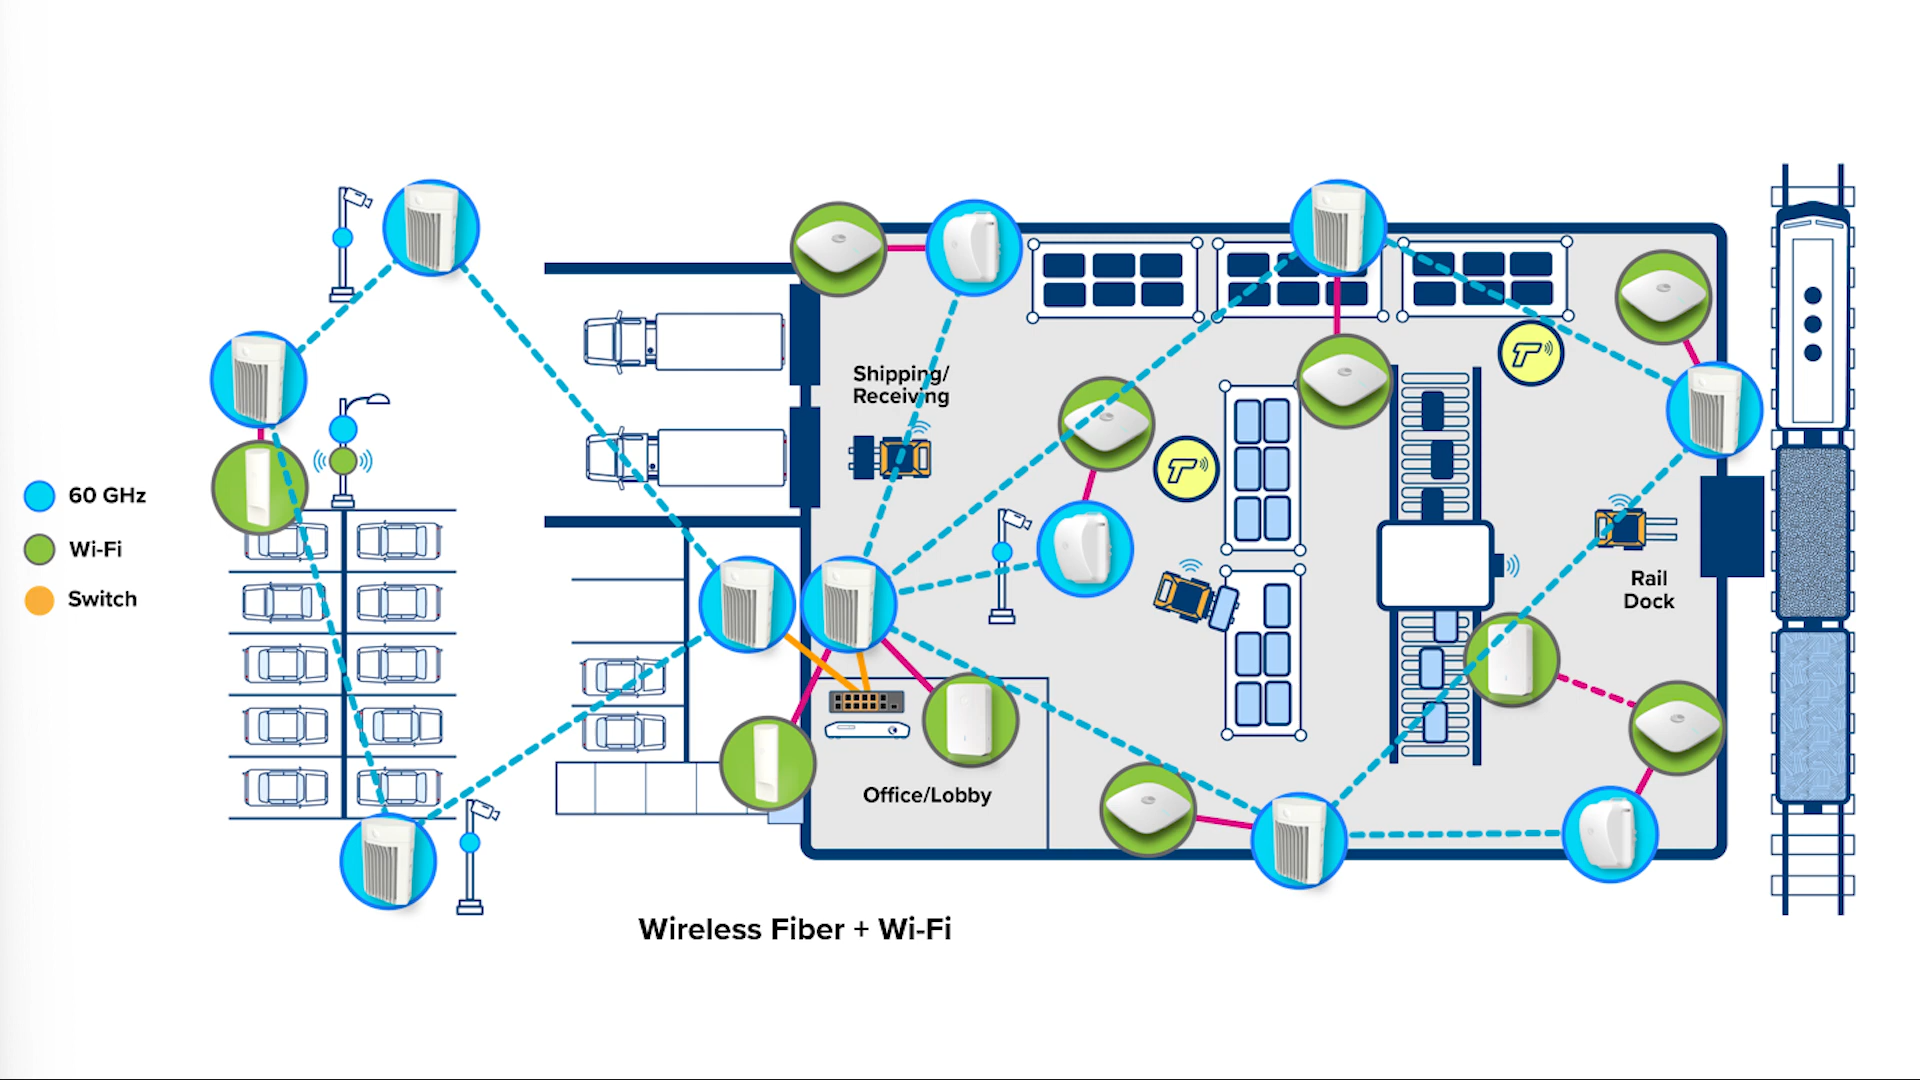 Shipping/
Receiving
60 GHz
Wi-Fi
Switch
Rail
Dock
Office/Lobby
Wireless Fiber + Wi-Fi